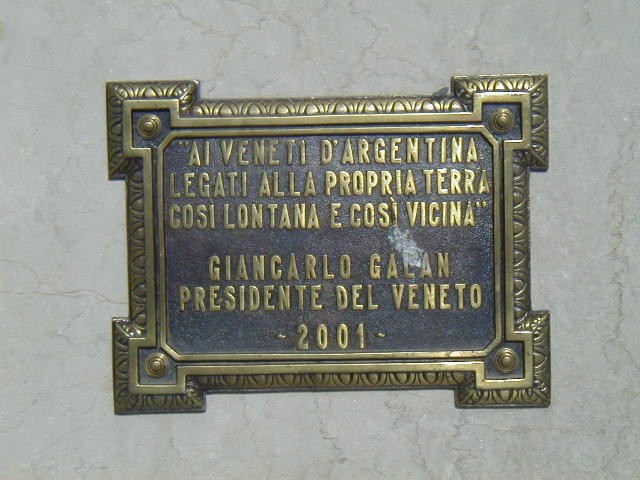 "AI VENETI D'ARGENTINA
LEGATI ALLA PROPRIA TERRA
COSÌ LONTANA E COSÌ VICINA"
GIANCARLO GALAN
PRESIDENTE DEL VENETO
- 2001 -